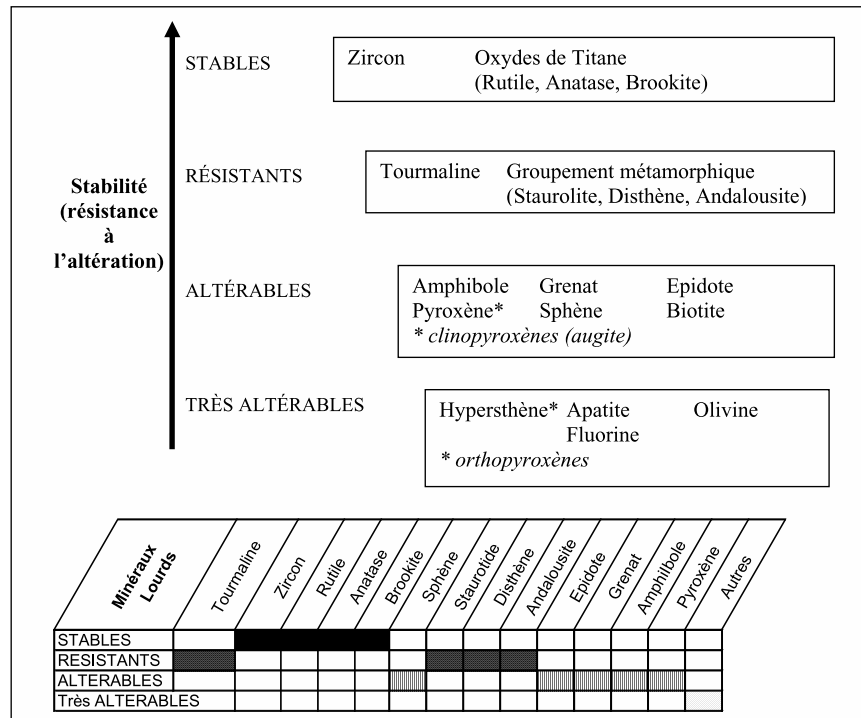 STABLES
Zircon Oxydes de Titane
(Rutile, Anatase, Brookite)
RÉSISTANTS
Tourmaline Groupement métamorphique
(Staurolite, Disthène, Andalousite)
Stabilité
(résistance
à
l'altération)
ALTÉRABLES
Amphibole Grenat Epidote
Pyroxène* Sphène Biotite
* clinopyroxènes (augite)
TRÈS ALTÉRABLES
Hypersthène* Apatite Olivine
Fluorine
* orthopyroxènes
Minéraux
Lourds
Tourmaline
Zircon
Rutile
Anatase
Brookite
Sphène
Staurotide
Disthène
Andalousite
Epidote
Grenat
Amphilbole
Pyroxène
Autres
STABLES
RESISTANTS
ALTERABLES
Très ALTERABLES